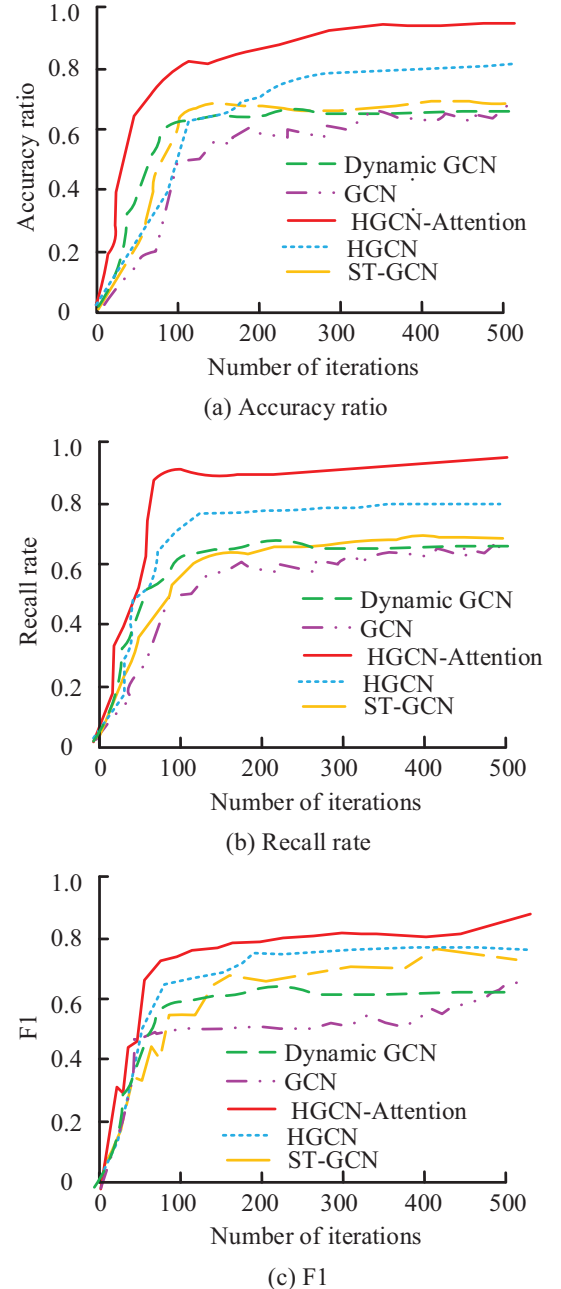 1.0
0.8
0.6
0.4
0.2
0
Accuracy ratio
Dynamic GCN
GCN
HGCN-Attention
HGCN
ST-GCN
0 100 200 300 400 500
Number of iterations
(a) Accuracy ratio
1.0
0.8
0.6
0.4
0.2
0
Recall rate
Dynamic GCN
GCN
HGCN-Attention
HGCN
ST-GCN
0 100 200 300 400 500
Number of iterations
(b) Recall rate
1.0
0.8
0.6
0.4
0.2
0
F1
Dynamic GCN
GCN
HGCN-Attention
HGCN
ST-GCN
0 100 200 300 400 500
Number of iterations
(c) F1